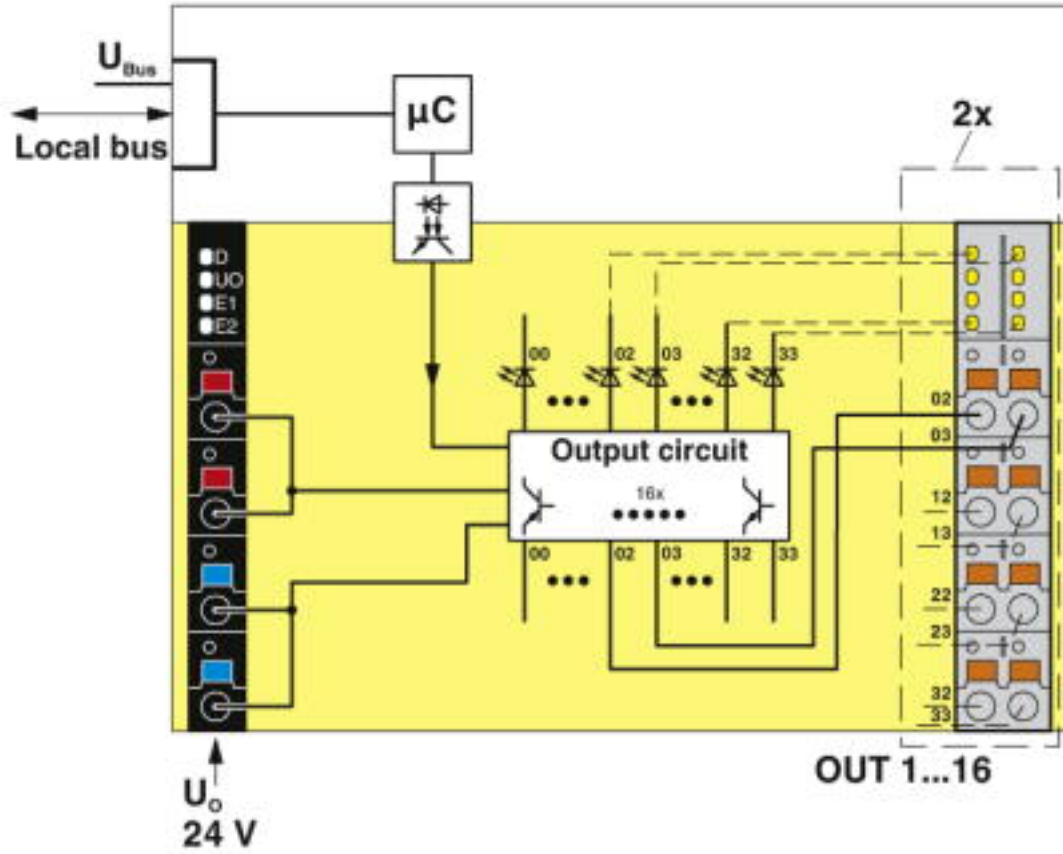 U Bus
Local bus
µC
2x
D
UO
E1
E2
00
02
03
32
33
Output circuit
16x
00
02
03
32
33
02
03
12
13
22
23
32
33
OUT 1...16
Uo
24 V